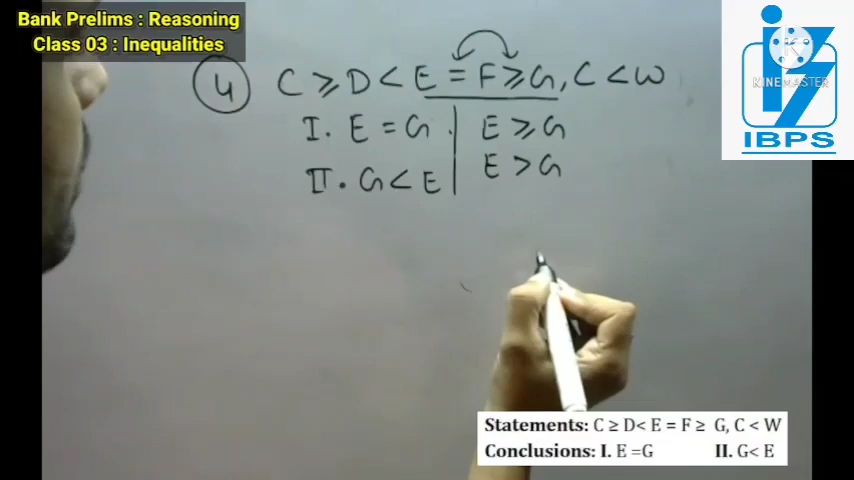 Bank Prelims : Reasoning
Class 03 : Inequalities
4 C ≥ D < E = F ≥ G, C < W
I. E = G. E ≥ G
II. G < E E > G
KINEMASTER
IBPS
Statements: C ≥ D< E = F ≥ G, C < W
Conclusions: I. E =G II. G< E